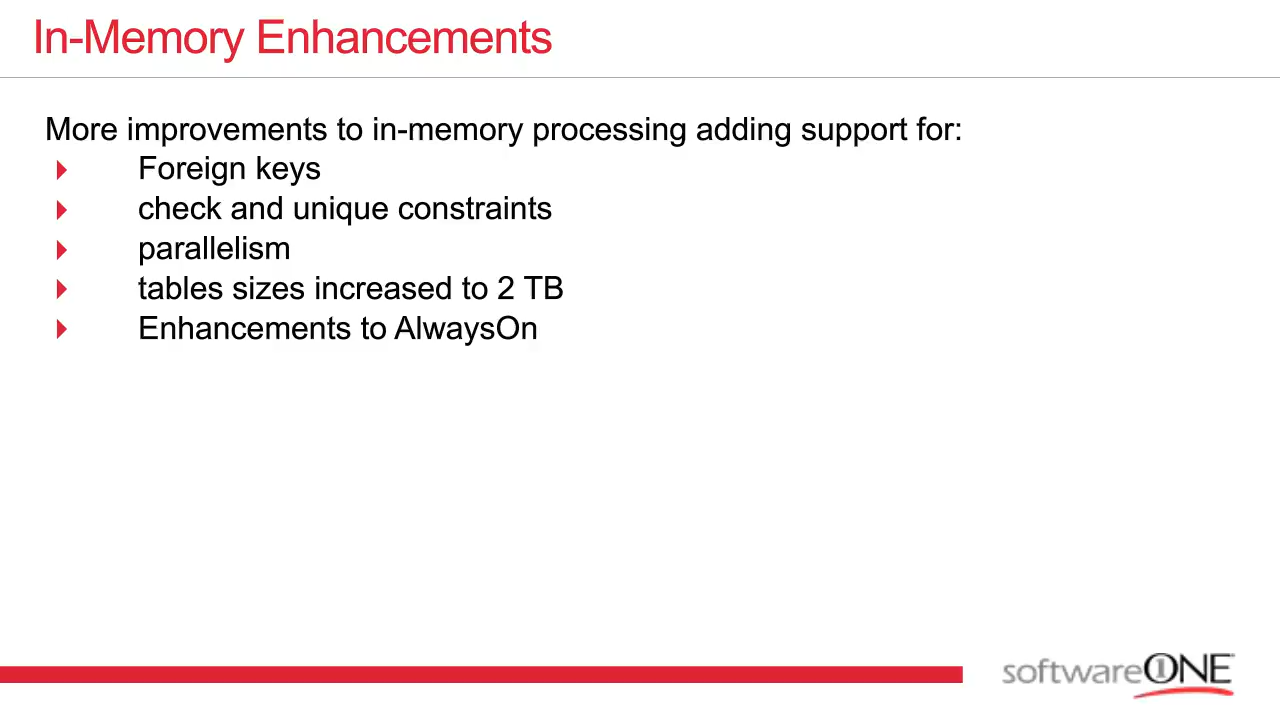 In-Memory Enhancements
More improvements to in-memory processing adding support for:
Foreign keys
check and unique constraints
parallelism
tables sizes increased to 2 TB
Enhancements to AlwaysOn
softwareONE